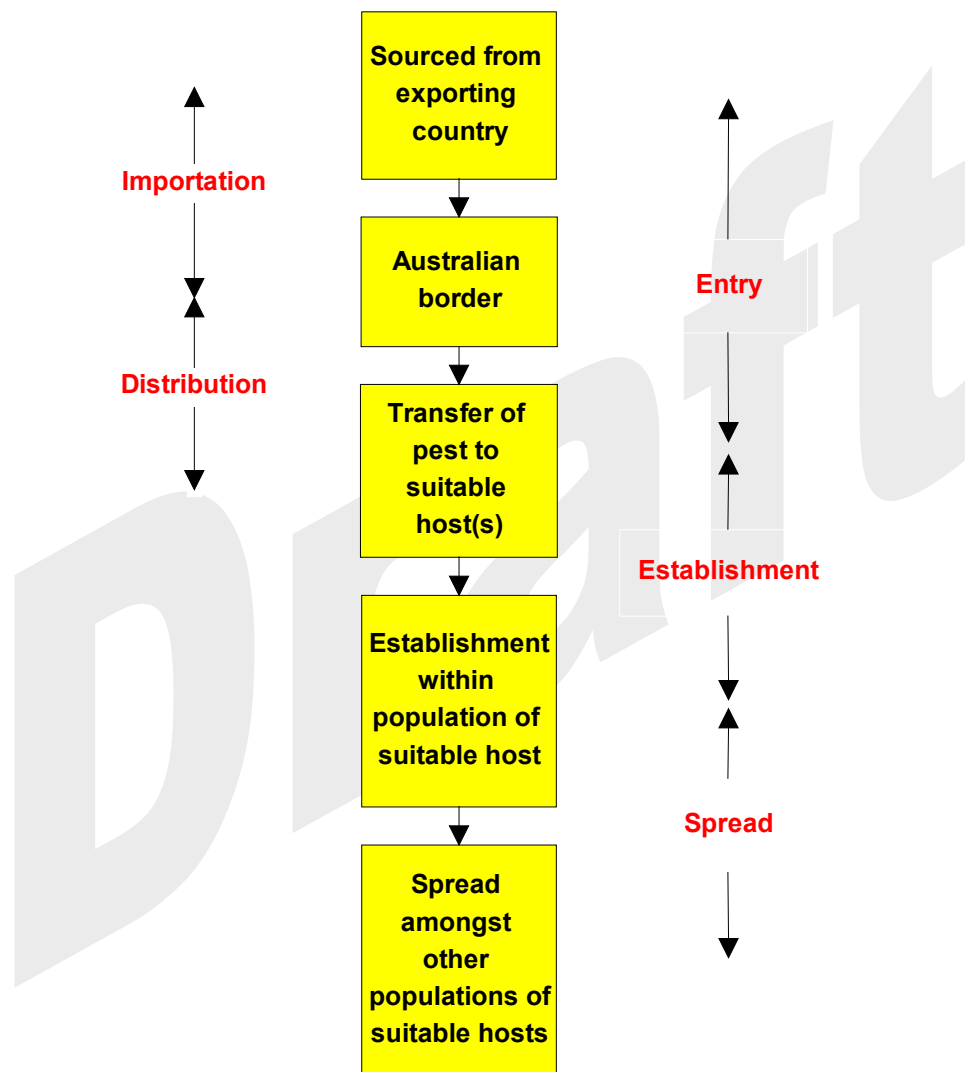 Sourced from
exporting
country
Importation
Australian
border
Entry
Distribution
Transfer of
pest to
suitable
host(s)
Establishment
Establishment
within
population of
suitable host
Spread
Spread
amongst
other
populations of
suitable hosts
Draft